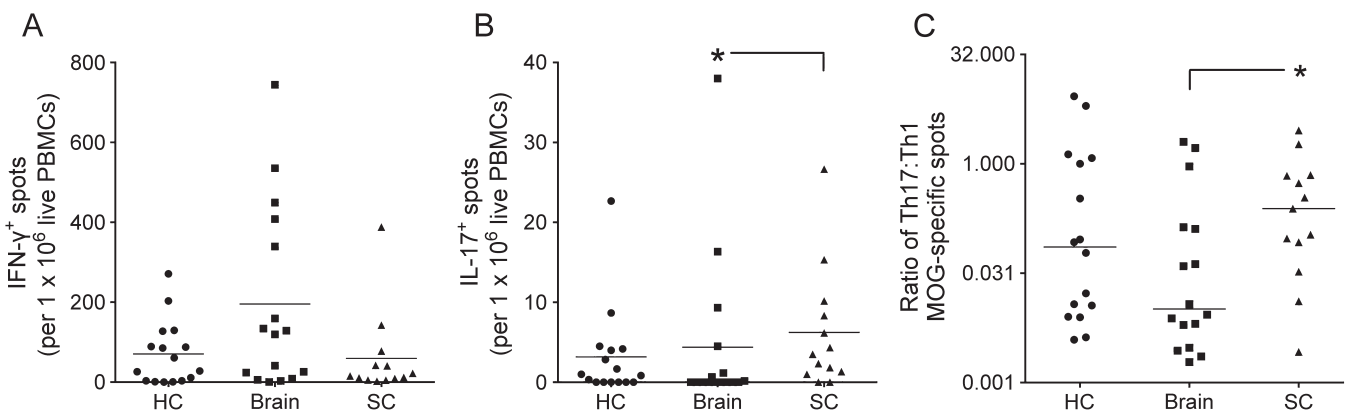 A
IFN-γ⁺ spots
(per 1 x 10⁶ live PBMCs)
800
600
400
200
0
HC Brain SC
B
IL-17⁺ spots
(per 1 x 10⁶ live PBMCs)
40
30
20
10
0
*
HC Brain SC
C
Ratio of Th17:Th1
MOG-specific spots
32.000
1.000
0.031
0.001
*
HC Brain SC